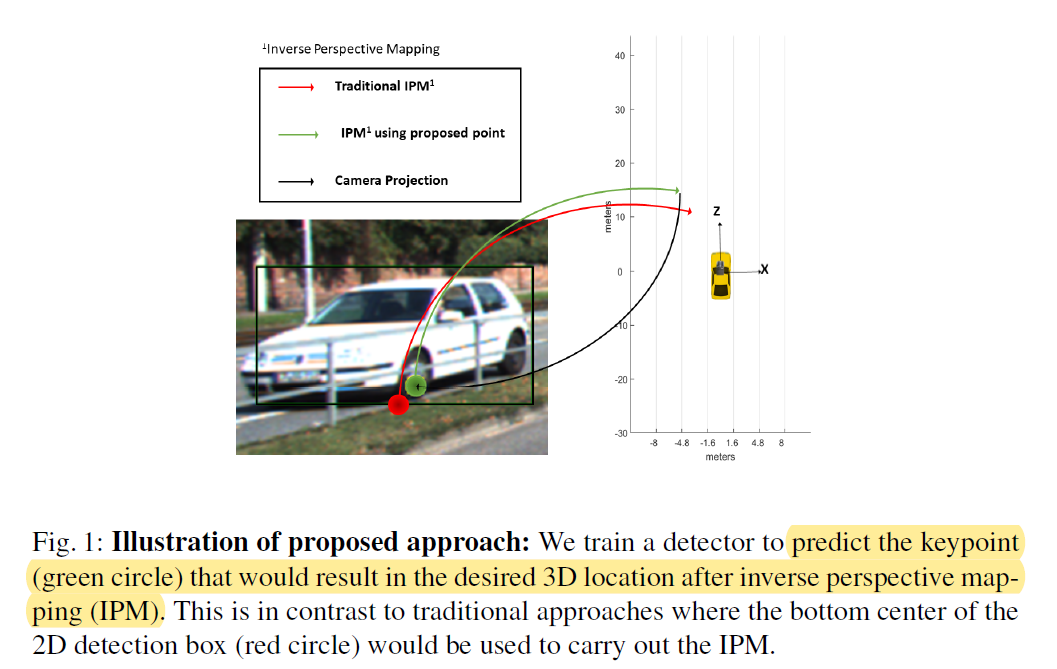 ¹Inverse Perspective Mapping
Traditional IPM¹
IPM¹ using proposed point
Camera Projection
40
30
20
10
0
-10
-20
-30
meters
Z
X
-8 -4.8 -1.6 1.6 4.8 8
meters
Fig. 1: Illustration of proposed approach: We train a detector to predict the keypoint
(green circle) that would result in the desired 3D location after inverse perspective map-
ping (IPM). This is in contrast to traditional approaches where the bottom center of the
2D detection box (red circle) would be used to carry out the IPM.